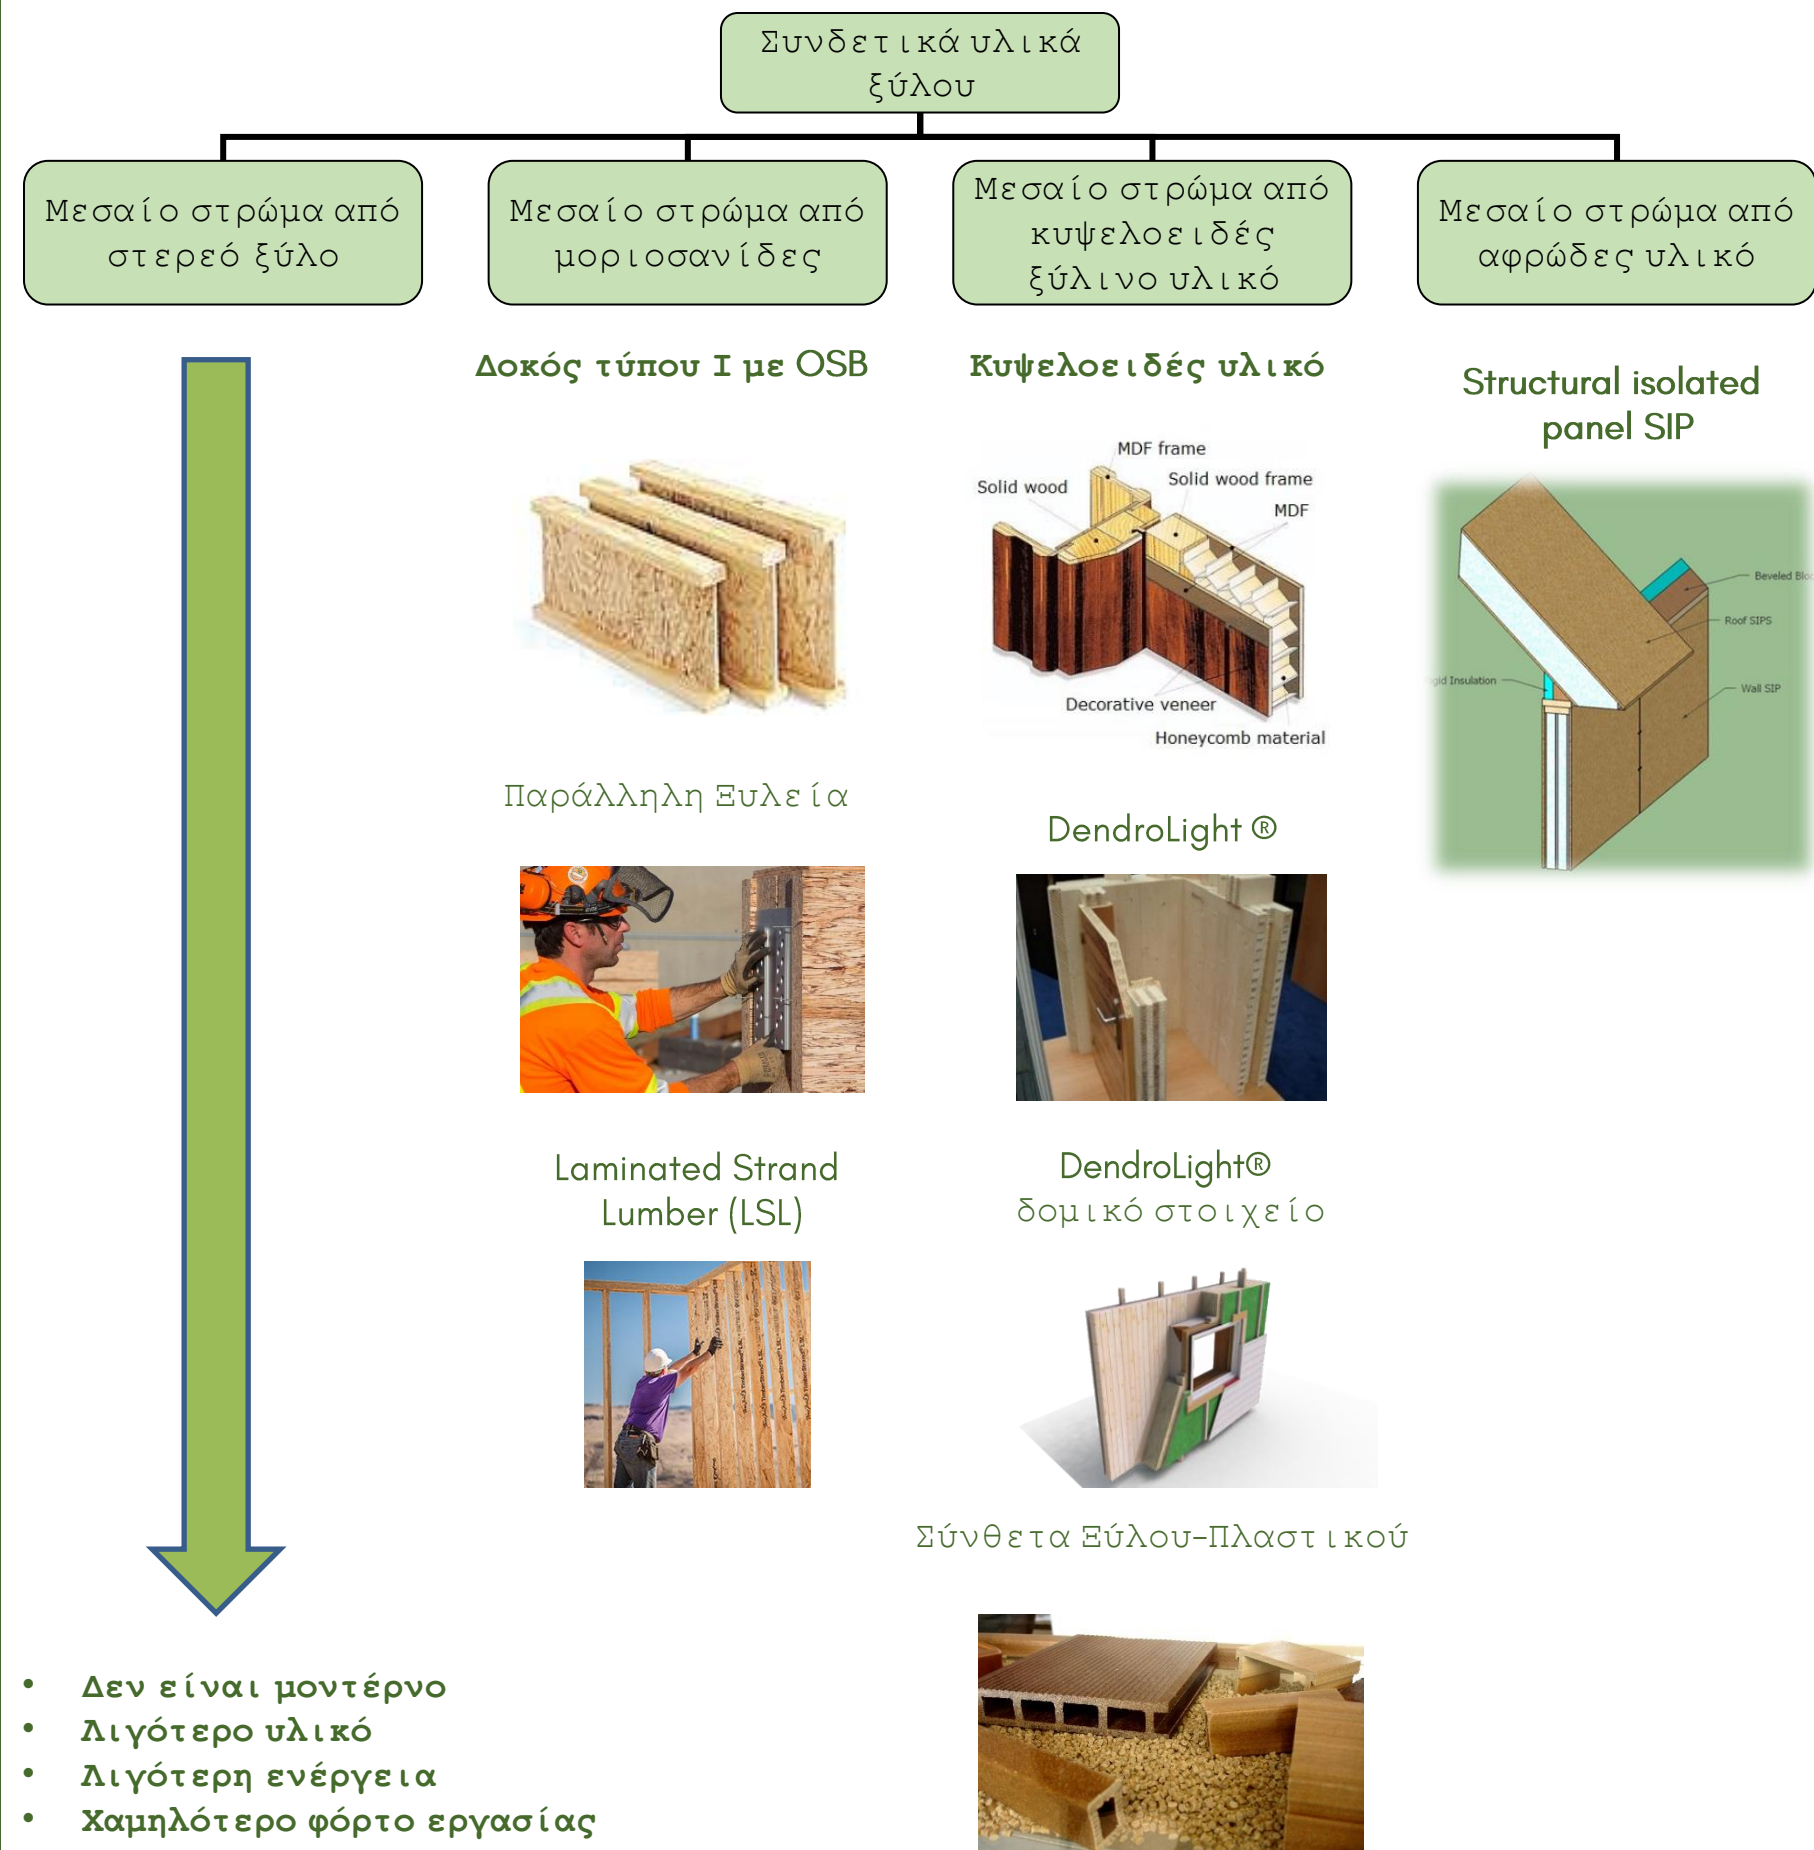 Συνδετικά υλικά
ξύλου
Μεσαίο στρώμα από
στερεό ξύλο
Μεσαίο στρώμα από
μοριοσανίδες
Μεσαίο στρώμα από
κυψελοειδές
ξύλινο υλικό
Μεσαίο στρώμα από
αφρώδες υλικό
Δοκός τύπου Ι με OSB
Παράλληλη Ξυλεία
Laminated Strand
Lumber (LSL)
Κυψελοειδές υλικό
MDF frame
Solid wood
Solid wood frame
MDF
Decorative veneer
Honeycomb material
DendroLight ®
DendroLight®
δομικό στοιχείο
Σύνθετα Ξύλου-Πλαστικού
Structural isolated
panel SIP
Beveled
Roof SIPS
Insulation
Wall SIP
• Δεν είναι μοντέρνο
• Λιγότερο υλικό
• Λιγότερη ενέργεια
• Χαμηλότερο φόρτο εργασίας